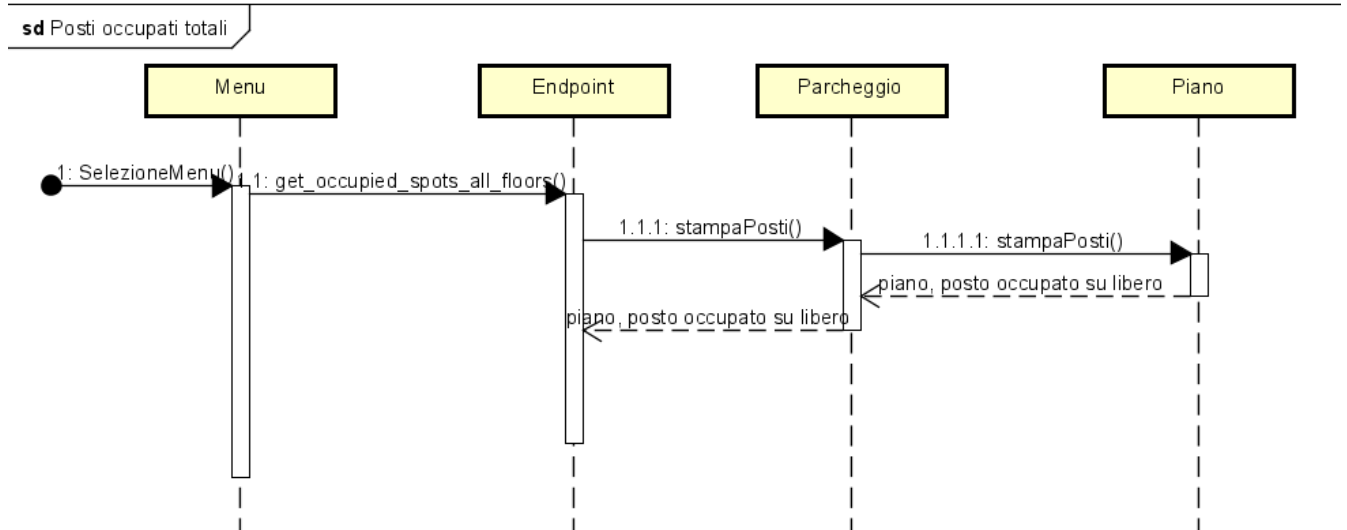 sd Posti occupati totali
Menu
Endpoint
Parcheggio
Piano
1: SelezioneMenu()
1.1: get_occupied_spots_all_floors()
1.1.1: stampaPosti()
1.1.1.1: stampaPosti()
piano, posto occupato su libero
piano, posto occupato su libero